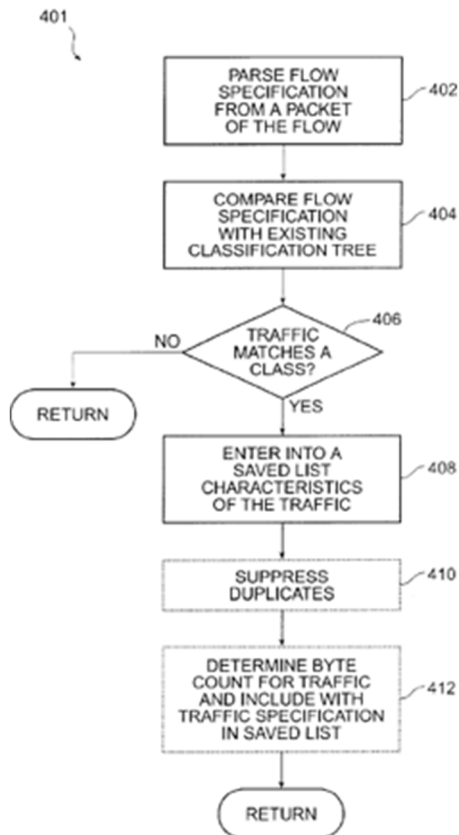 401
PARSE FLOW
SPECIFICATION
FROM A PACKET
OF THE FLOW
402
COMPARE FLOW
SPECIFICATION
WITH EXISTING
CLASSIFICATION TREE
404
406
TRAFFIC
MATCHES A
CLASS?
NO
YES
RETURN
ENTER INTO A
SAVED LIST
CHARACTERISTICS
OF THE TRAFFIC
408
SUPPRESS
DUPLICATES
410
DETERMINE BYTE
COUNT FOR TRAFFIC
AND INCLUDE WITH
TRAFFIC SPECIFICATION
IN SAVED LIST
412
RETURN